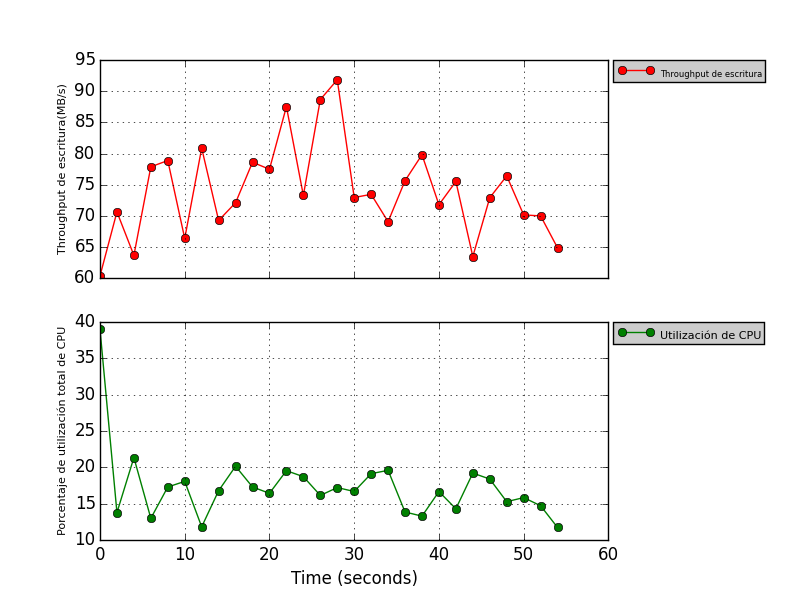 95
90
85
80
75
70
65
60
Throughput de escritura(MB/s)
Throughput de escritura
40
35
30
25
20
15
10
Porcentaje de utilización total de CPU
Utilización de CPU
0 10 20 30 40 50 60
Time (seconds)